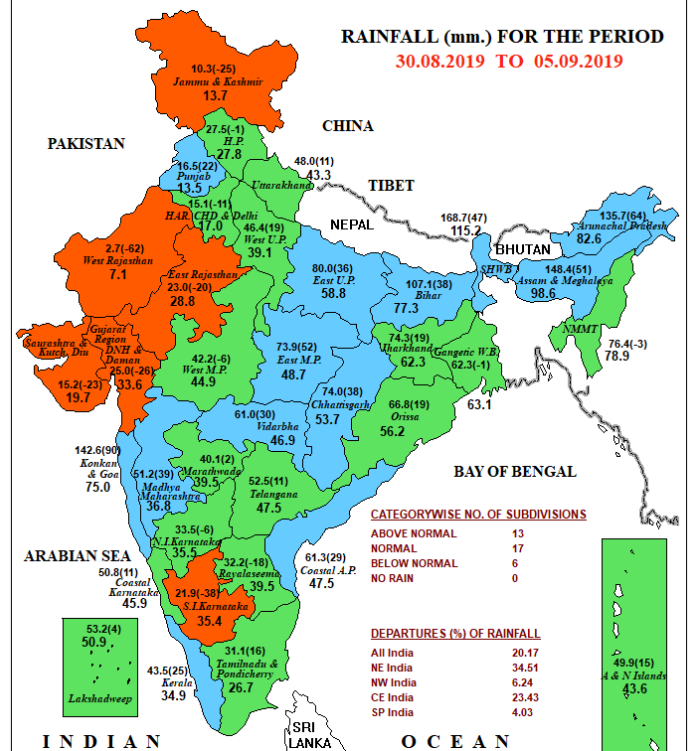 RAINFALL (mm.) FOR THE PERIOD
30.08.2019 TO 05.09.2019
10.3(-25)
Jammu & Kashmir
13.7
CHINA
PAKISTAN
27.5(-1)
H.P.
27.8
16.5(22)
Punjab
13.5
48.0(11)
43.3
Uttarakhand
TIBET
15.1(-11)
HAR. CHD & Delhi
17.0
46.4(19)
West U.P.
39.1
NEPAL
168.7(47)
115.2
BHUTAN
135.7(64)
Arunachal Pradesh
82.6
2.7(-62)
West Rajasthan
7.1
East Rajasthan
23.0(-20)
28.8
80.0(36)
East U.P.
58.8
107.1(38)
Bihar
77.3
SHWB
148.4(51)
Assam & Meghalaya
98.6
Saurashtra &
Kutch, Diu
15.2(-23)
19.7
Gujarat
Region
DNH &
Daman
25.0(-26)
33.6
42.2(-6)
West M.P.
44.9
73.9(52)
East M.P.
48.7
74.3(19)
Jharkhand
62.3
Gangetic W.B.
62.3(-1)
63.1
NMMT
76.4(-3)
78.9
74.0(38)
Chhattisgarh
53.7
61.0(30)
Vidarbha
46.9
66.8(19)
Orissa
56.2
142.6(90)
Konkan
& Goa
75.0
51.2(39)
Madhya
Maharashtra
36.8
40.1(2)
Marathwada
39.5
52.5(11)
Telangana
47.5
BAY OF BENGAL
33.5(-6)
N.I.Karnataka
35.5
ARABIAN SEA
50.8(11)
Coastal
Karnataka
45.9
32.2(-18)
Rayalaseema
39.5
61.3(29)
Coastal A.P.
47.5
21.9(-38)
S.I.Karnataka
35.4
CATEGORYWISE NO. OF SUBDIVISIONS
ABOVE NORMAL 13
NORMAL 17
BELOW NORMAL 6
NO RAIN 0
53.2(4)
50.9
Lakshadweep
43.5(25)
Kerala
34.9
31.1(16)
Tamilnadu &
Pondicherry
26.7
DEPARTURES (%) OF RAINFALL
All India 20.17
NE India 34.51
NW India 6.24
CE India 23.43
SP India 4.03
49.9(15)
A & N Islands
43.6
SRI
LANKA
INDIAN OCEAN